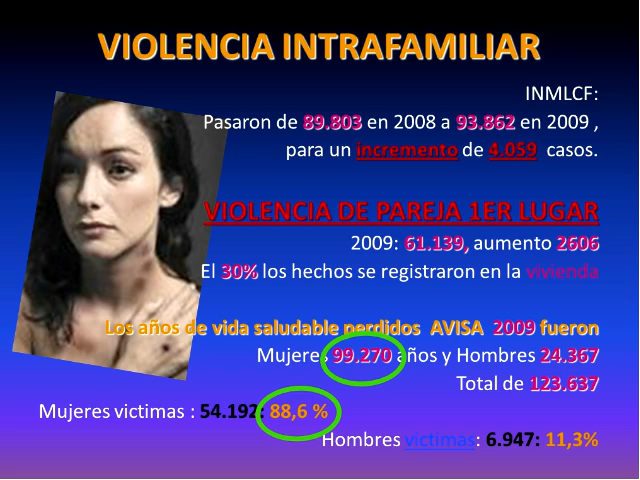 VIOLENCIA INTRAFAMILIAR
INMLCF:
Pasaron de 89.803 en 2008 a 93.862 en 2009 ,
para un incremento de 4.059 casos.
VIOLENCIA DE PAREJA 1ER LUGAR
2009: 61.139, aumento 2606
El 30% los hechos se registraron en la vivienda
Los años de vida saludable perdidos AVISA 2009 fueron
Mujeres 99.270 años y Hombres 24.367
Total de 123.637
Mujeres victimas : 54.192: 88,6 %
Hombres victimas: 6.947: 11,3%